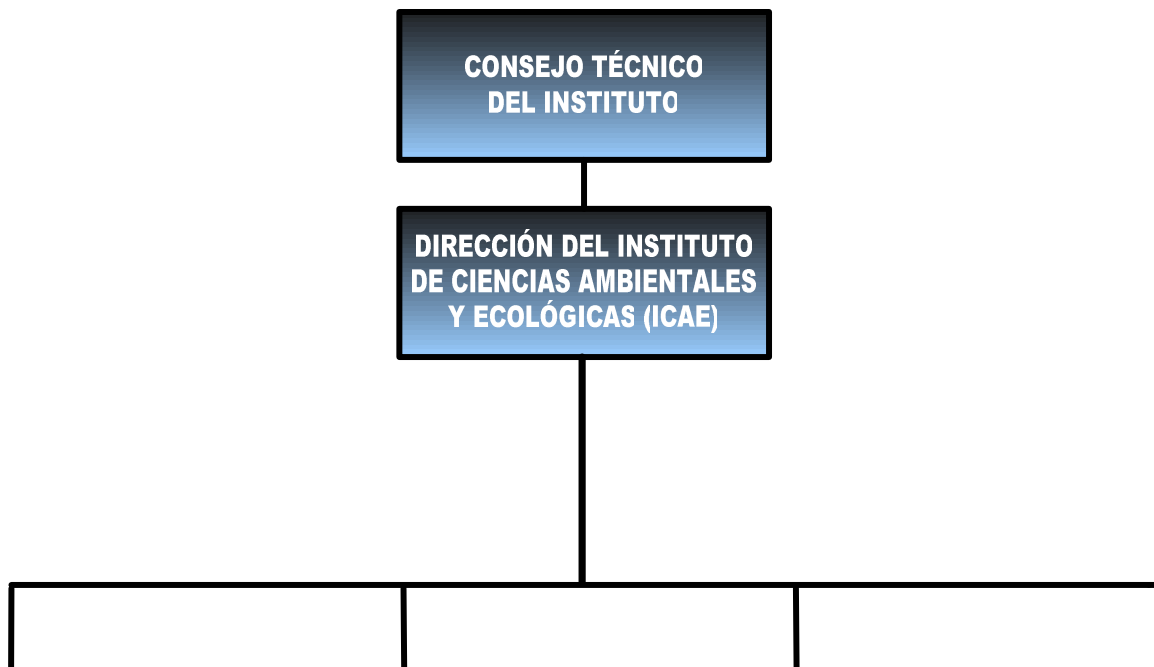 CONSEJO TÉCNICO
DEL INSTITUTO
DIRECCIÓN DEL INSTITUTO
DE CIENCIAS AMBIENTALES
Y ECOLÓGICAS (ICAE)